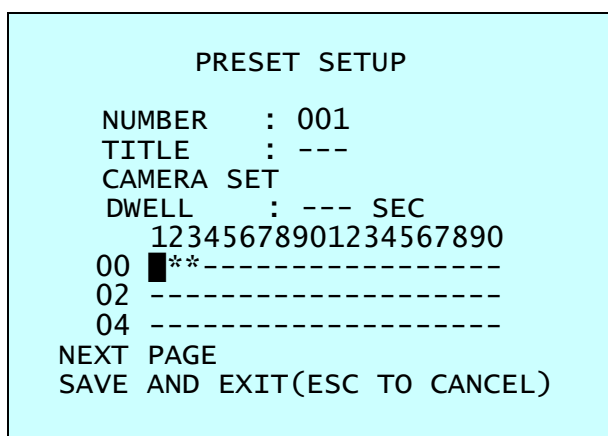 PRESET SETUP
NUMBER : 001
TITLE : ---
CAMERA SET
DWELL : --- SEC
12345678901234567890
00 █**-----------------
02 --------------------
04 --------------------
NEXT PAGE
SAVE AND EXIT(ESC TO CANCEL)